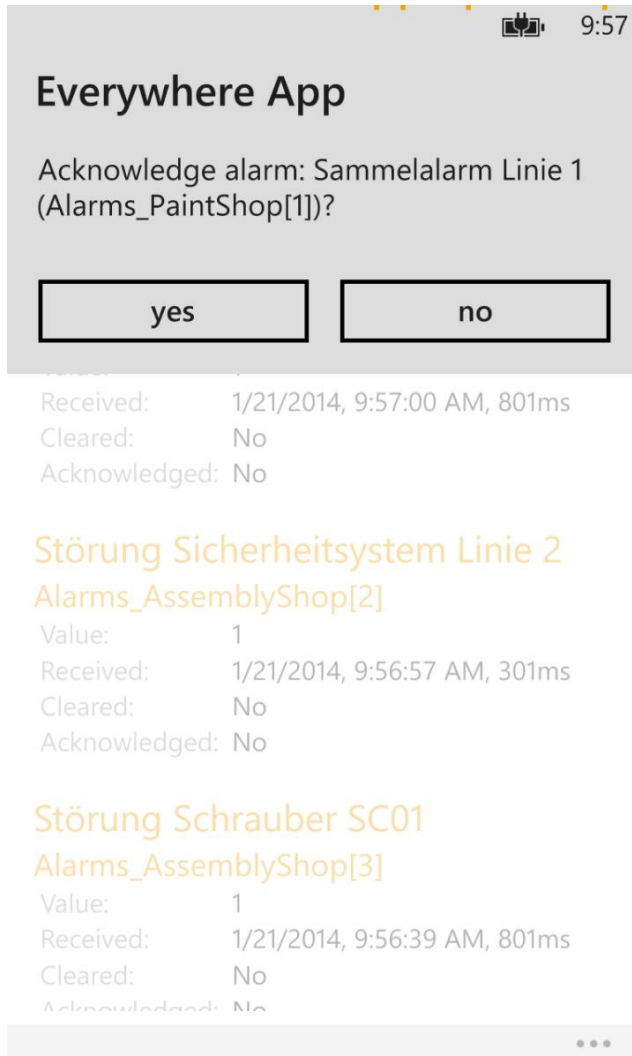 9:57
Everywhere App
Acknowledge alarm: Sammelalarm Linie 1
(Alarms_PaintShop[1])?
yes no
Received: 1/21/2014, 9:57:00 AM, 801ms
Cleared: No
Acknowledged: No
Störung Sicherheitsystem Linie 2
Alarms_AssemblyShop[2]
Value: 1
Received: 1/21/2014, 9:56:57 AM, 301ms
Cleared: No
Acknowledged: No
Störung Schrauber SC01
Alarms_AssemblyShop[3]
Value: 1
Received: 1/21/2014, 9:56:39 AM, 801ms
Cleared: No
Acknowledged: No